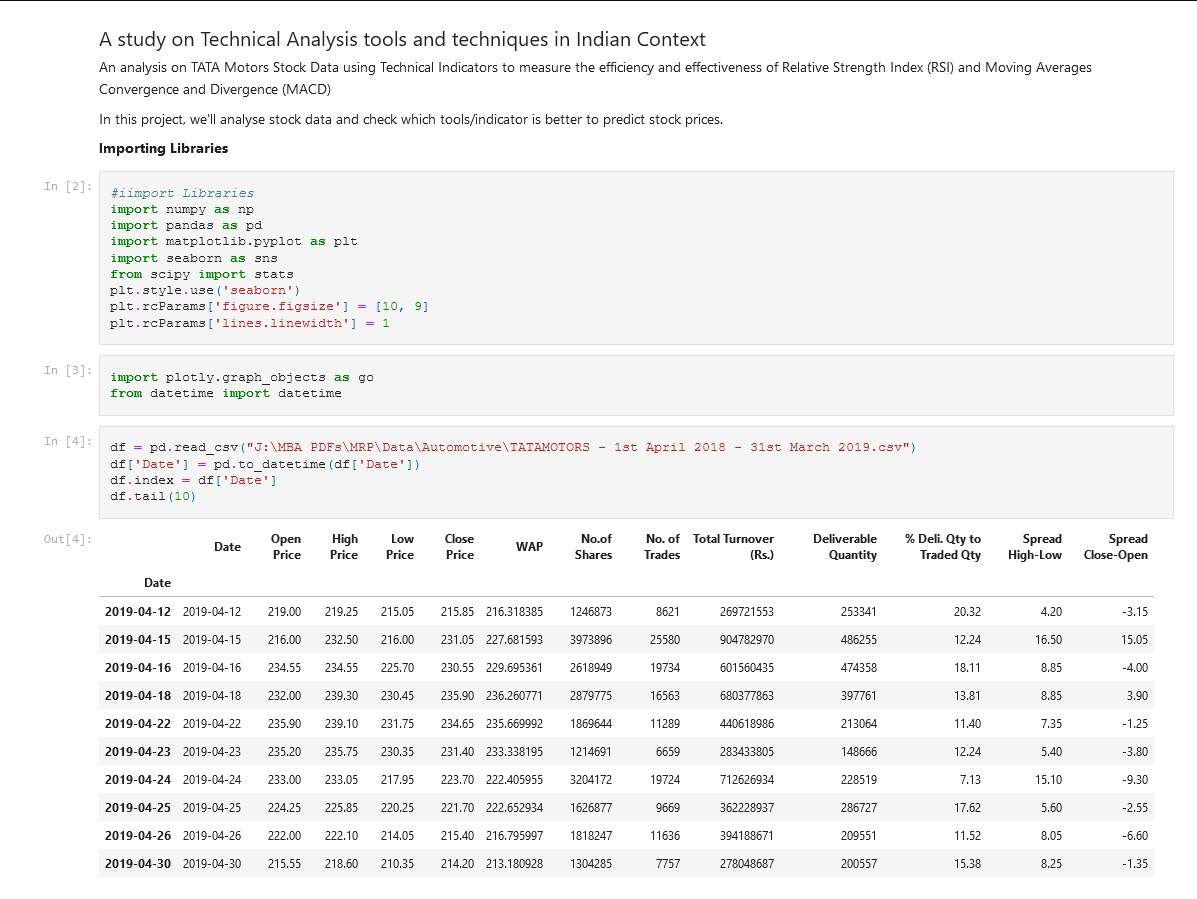 A study on Technical Analysis tools and techniques in Indian Context
An analysis on TATA Motors Stock Data using Technical Indicators to measure the efficiency and effectiveness of Relative Strength Index (RSI) and Moving Averages
Convergence and Divergence (MACD)
In this project, we'll analyse stock data and check which tools/indicator is better to predict stock prices.
Importing Libraries
In [2]:
#iimport Libraries
import numpy as np
import pandas as pd
import matplotlib.pyplot as plt
import seaborn as sns
from scipy import stats
plt.style.use('seaborn')
plt.rcParams['figure.figsize'] = [10, 9]
plt.rcParams['lines.linewidth'] = 1
In [3]:
import plotly.graph_objects as go
from datetime import datetime
In [4]:
df = pd.read_csv("J:\MBA PDFs\MRP\Data\Automotive\TATAMOTORS - 1st April 2018 - 31st March 2019.csv")
df['Date'] = pd.to_datetime(df['Date'])
df.index = df['Date']
df.tail(10)
Out[4]:
Date Open Price High Price Low Price Close Price WAP No.of Shares No. of Trades Total Turnover (Rs.) Deliverable Quantity % Deli. Qty to Traded Qty Spread High-Low Spread Close-Open
Date
2019-04-12 2019-04-12 219.00 219.25 215.05 215.85 216.318385 1246873 8621 269721553 253341 20.32 4.20 -3.15
2019-04-15 2019-04-15 216.00 232.50 216.00 231.05 227.681593 3973896 25580 904782970 486255 12.24 16.50 15.05
2019-04-16 2019-04-16 234.55 234.55 225.70 230.55 229.695361 2618949 19734 601560435 474358 18.11 8.85 -4.00
2019-04-18 2019-04-18 232.00 239.30 230.45 235.90 236.260771 2879775 16563 680377863 397761 13.81 8.85 3.90
2019-04-22 2019-04-22 235.90 239.10 231.75 234.65 235.669992 1869644 11289 440618986 213064 11.40 7.35 -1.25
2019-04-23 2019-04-23 235.20 235.75 230.35 231.40 233.338195 1214691 6659 283433805 148666 12.24 5.40 -3.80
2019-04-24 2019-04-24 233.00 233.05 217.95 223.70 222.405955 3204172 19724 712626934 228519 7.13 15.10 -9.30
2019-04-25 2019-04-25 224.25 225.85 220.25 221.70 222.652934 1626877 9669 362228937 286727 17.62 5.60 -2.55
2019-04-26 2019-04-26 222.00 222.10 214.05 215.40 216.795997 1818247 11636 394188671 209551 11.52 8.05 -6.60
2019-04-30 2019-04-30 215.55 218.60 210.35 214.20 213.180928 1304285 7757 278048687 200557 15.38 8.25 -1.35